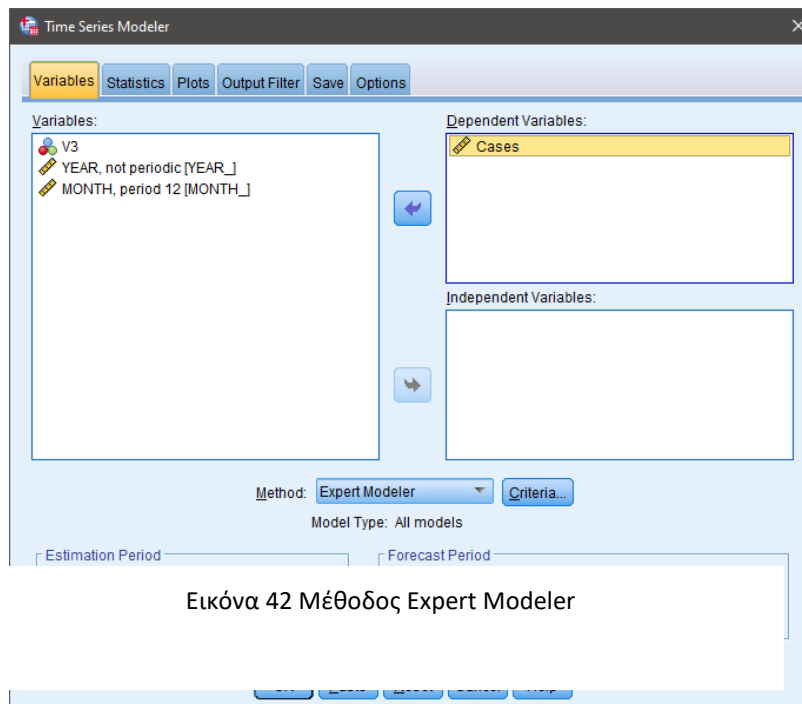 Time Series Modeler
Variables Statistics Plots Output Filter Save Options
Variables:
V3
YEAR, not periodic [YEAR_]
MONTH, period 12 [MONTH_]
Dependent Variables:
Cases
Independent Variables:
Method: Expert Modeler Criteria...
Model Type: All models
Estimation Period
Forecast Period
Εικόνα 42 Μέθοδος Expert Modeler